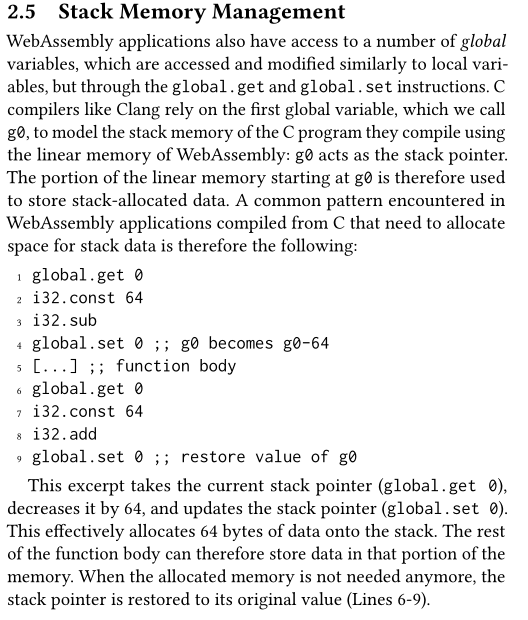 2.5 Stack Memory Management
WebAssembly applications also have access to a number of global
variables, which are accessed and modified similarly to local vari-
ables, but through the global.get and global.set instructions. C
compilers like Clang rely on the first global variable, which we call
g0, to model the stack memory of the C program they compile using
the linear memory of WebAssembly: g0 acts as the stack pointer.
The portion of the linear memory starting at g0 is therefore used
to store stack-allocated data. A common pattern encountered in
WebAssembly applications compiled from C that need to allocate
space for stack data is therefore the following:
1 global.get 0
2 i32.const 64
3 i32.sub
4 global.set 0 ;; g0 becomes g0-64
5 [...] ;; function body
6 global.get 0
7 i32.const 64
8 i32.add
9 global.set 0 ;; restore value of g0
This excerpt takes the current stack pointer (global.get 0),
decreases it by 64, and updates the stack pointer (global.set 0).
This effectively allocates 64 bytes of data onto the stack. The rest
of the function body can therefore store data in that portion of the
memory. When the allocated memory is not needed anymore, the
stack pointer is restored to its original value (Lines 6-9).